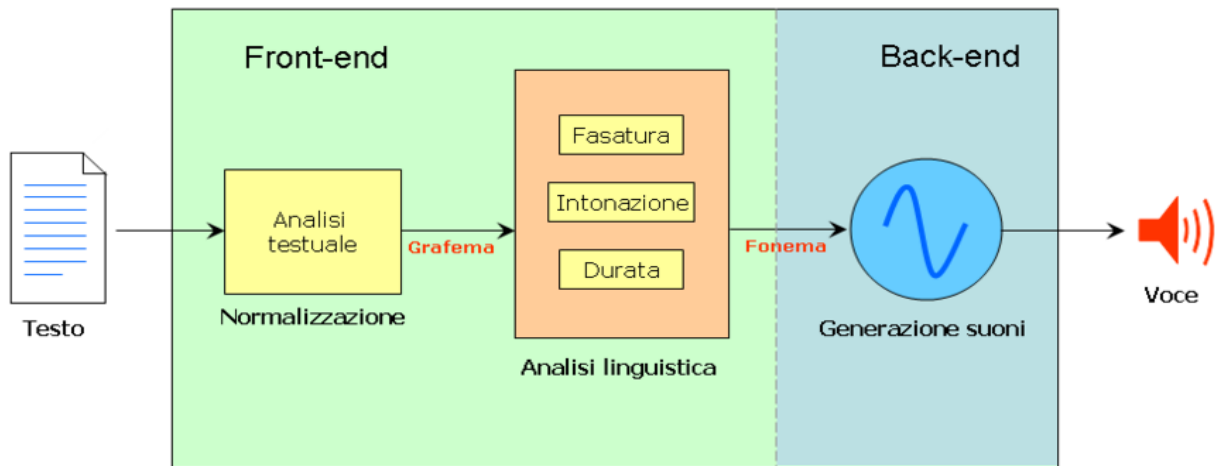 Front-end
Back-end
Fasatura
Intonazione
Durata
Analisi
testuale
Grafema
Fonema
Testo
Normalizzazione
Analisi linguistica
Generazione suoni
Voce